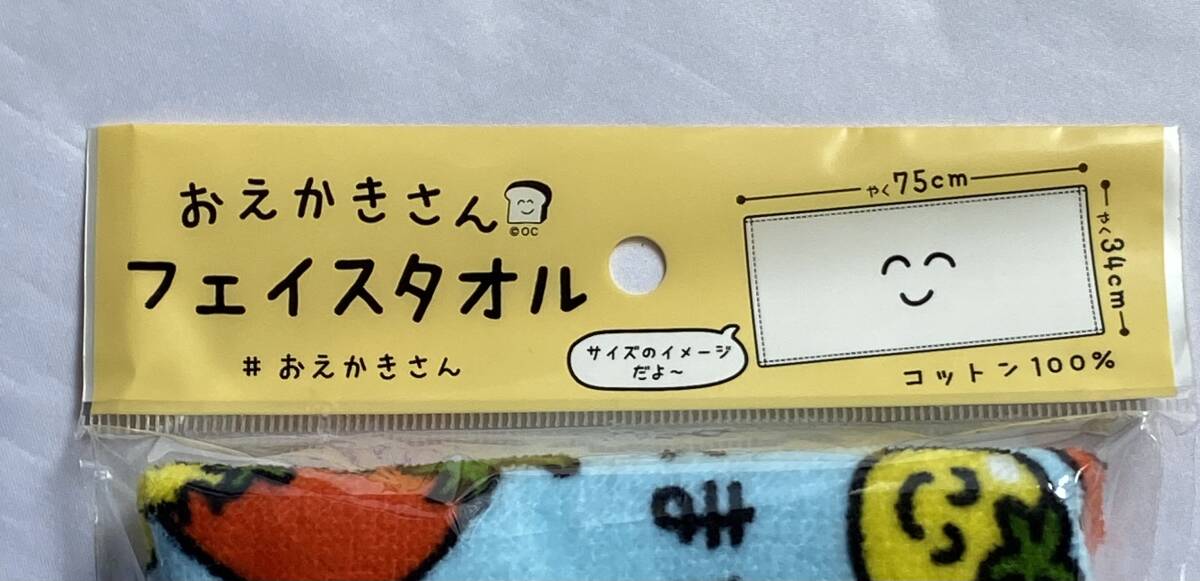 おえかきさん
©OC
フェイスタオル
# おえかきさん
やく75cm
やく34cm
サイズのイメージ
だよ～
コットン100%